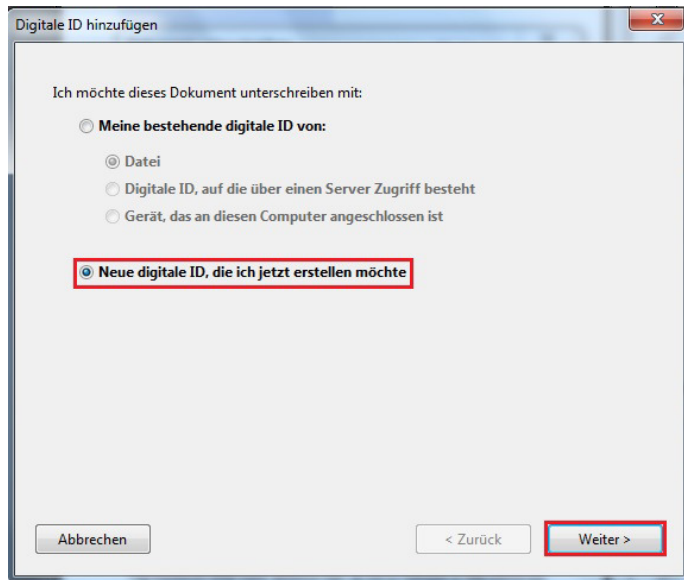 Digitale ID hinzufügen
Ich möchte dieses Dokument unterschreiben mit:
Meine bestehende digitale ID von:
Datei
Digitale ID, auf die über einen Server Zugriff besteht
Gerät, das an diesen Computer angeschlossen ist
Neue digitale ID, die ich jetzt erstellen möchte
Abbrechen
< Zurück
Weiter >